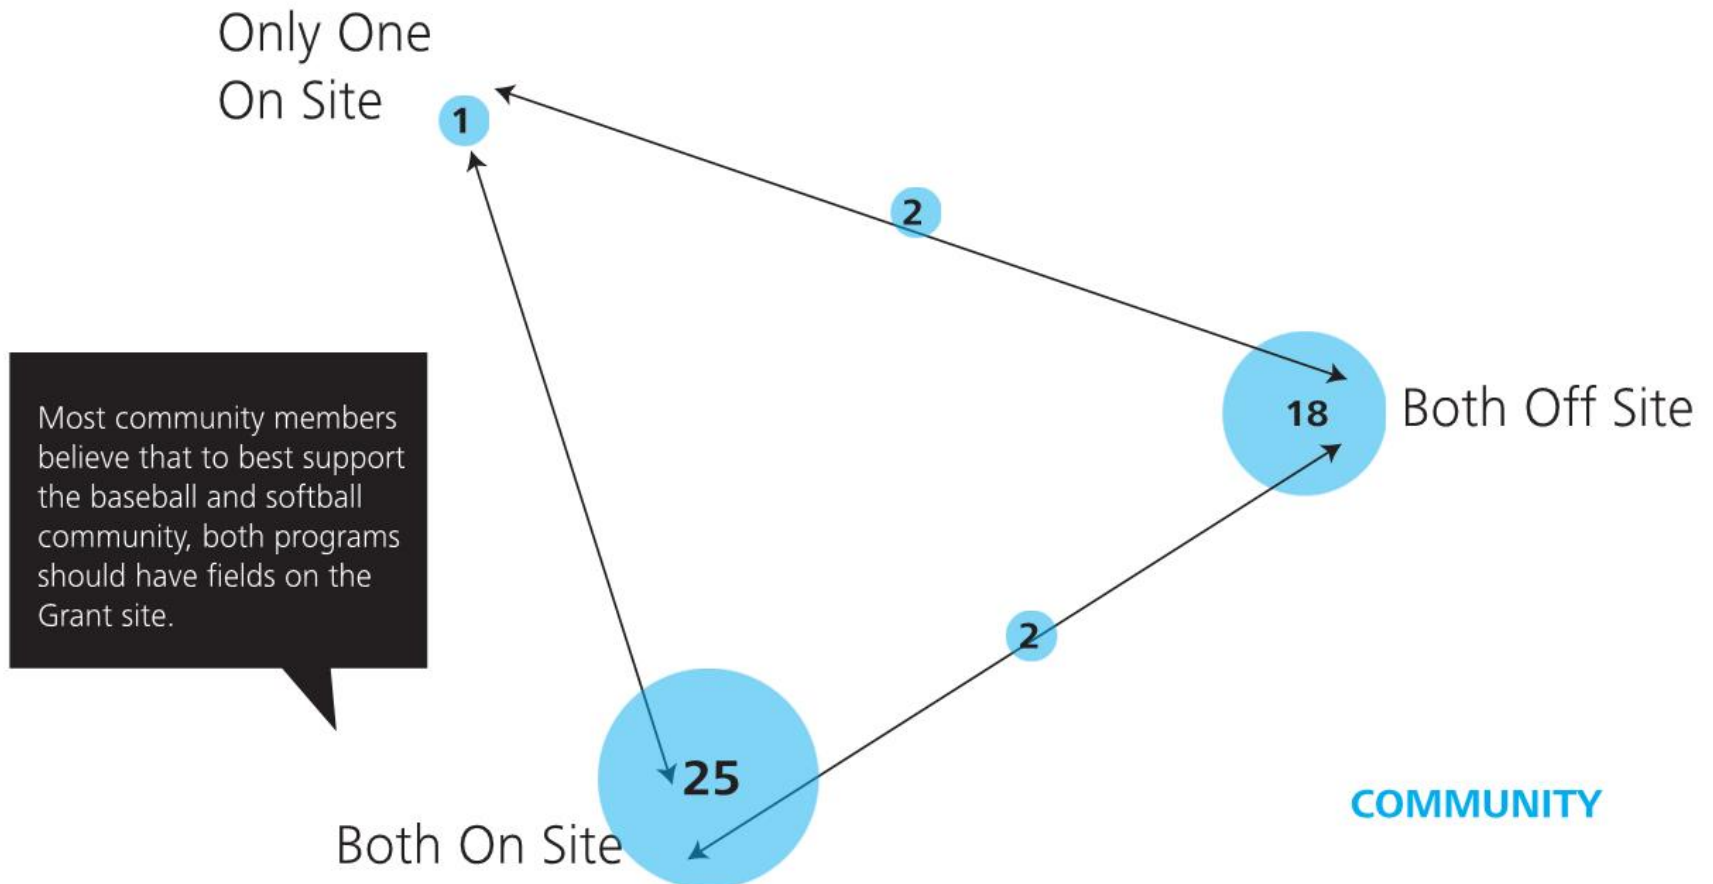 Only One
On Site
1
2
18
Both Off Site
Most community members
believe that to best support
the baseball and softball
community, both programs
should have fields on the
Grant site.
2
25
Both On Site
COMMUNITY